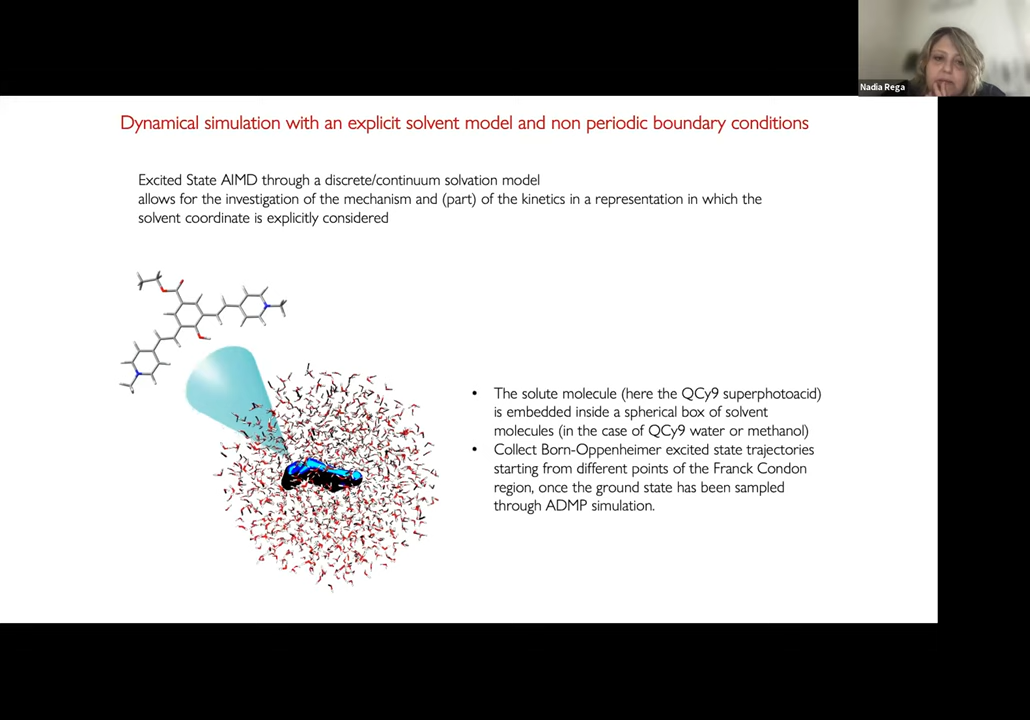 Nadia Rega
Dynamical simulation with an explicit solvent model and non periodic boundary conditions
Excited State AIMD through a discrete/continuum solvation model
allows for the investigation of the mechanism and (part) of the kinetics in a representation in which the
solvent coordinate is explicitly considered
• The solute molecule (here the QCy9 superphotoacid)
is embedded inside a spherical box of solvent
molecules (in the case of QCy9 water or methanol)
• Collect Born-Oppenheimer excited state trajectories
starting from different points of the Franck Condon
region, once the ground state has been sampled
through ADMP simulation.